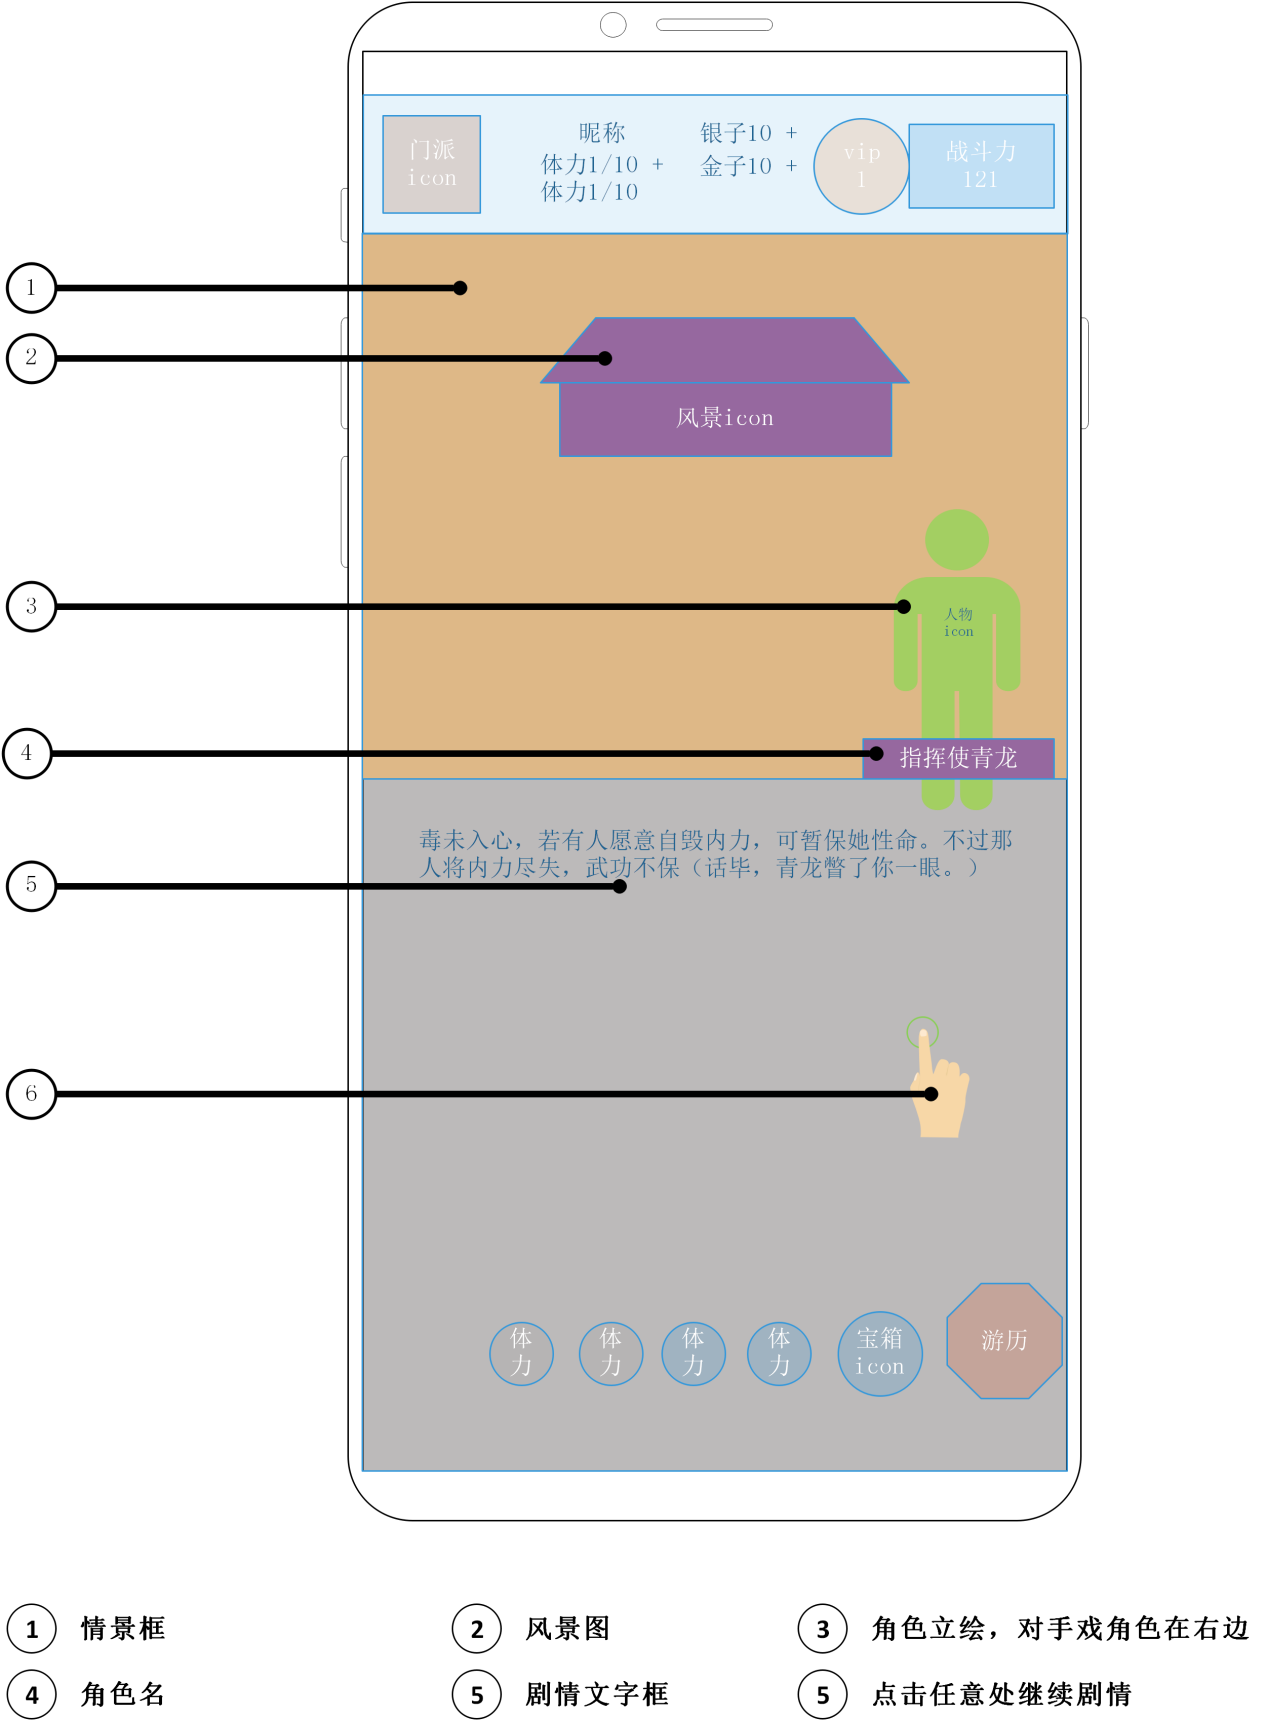 门派
icon
昵称
体力1/10 +
体力1/10
银子10 +
金子10 +
vip
1
战斗力
121
1
2
风景icon
3
人物
icon
4
指挥使青龙
毒未入心，若有人愿意自毁内力，可暂保她性命。不过那
人将内力尽失，武功不保（话毕，青龙瞥了你一眼。）
5
6
体
力
体
力
体
力
体
力
宝箱
icon
游历
1 情景框
2 风景图
3 角色立绘，对手戏角色在右边
4 角色名
5 剧情文字框
5 点击任意处继续剧情